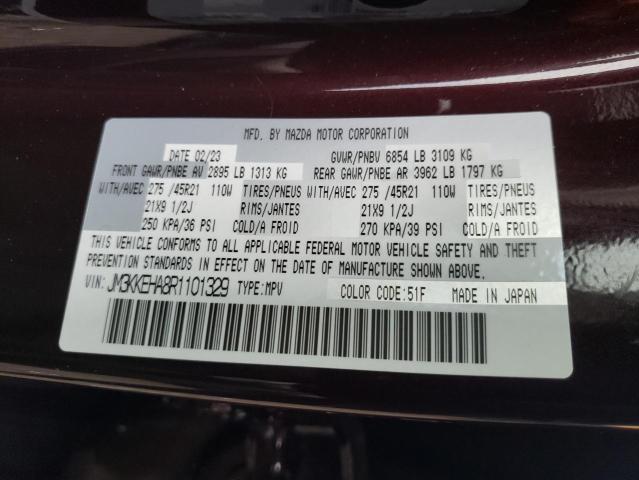 MFD. BY MAZDA MOTOR CORPORATION
DATE 02/23 GVWR/PNBV 6854 LB 3109 KG
FRONT GAWR/PNBE AV 2895 LB 1313 KG REAR GAWR/PNBE AR 3962 LB 1797 KG
WITH/AVEC 275 /45R21 110W TIRES/PNEUS WITH/AVEC 275 /45R21 110W TIRES/PNEUS
21X9 1/2J RIMS/JANTES 21X9 1/2J RIMS/JANTES
250 KPA/36 PSI COLD/A FROID 270 KPA/39 PSI COLD/A FROID
THIS VEHICLE CONFORMS TO ALL APPLICABLE FEDERAL MOTOR VEHICLE SAFETY AND THEFT
PREVENTION STANDARDS IN EFFECT ON THE DATE OF MANUFACTURE SHOWN ABOVE.
VIN: JM3KKEHA8R1101329 TYPE:MPV COLOR CODE:51F MADE IN JAPAN